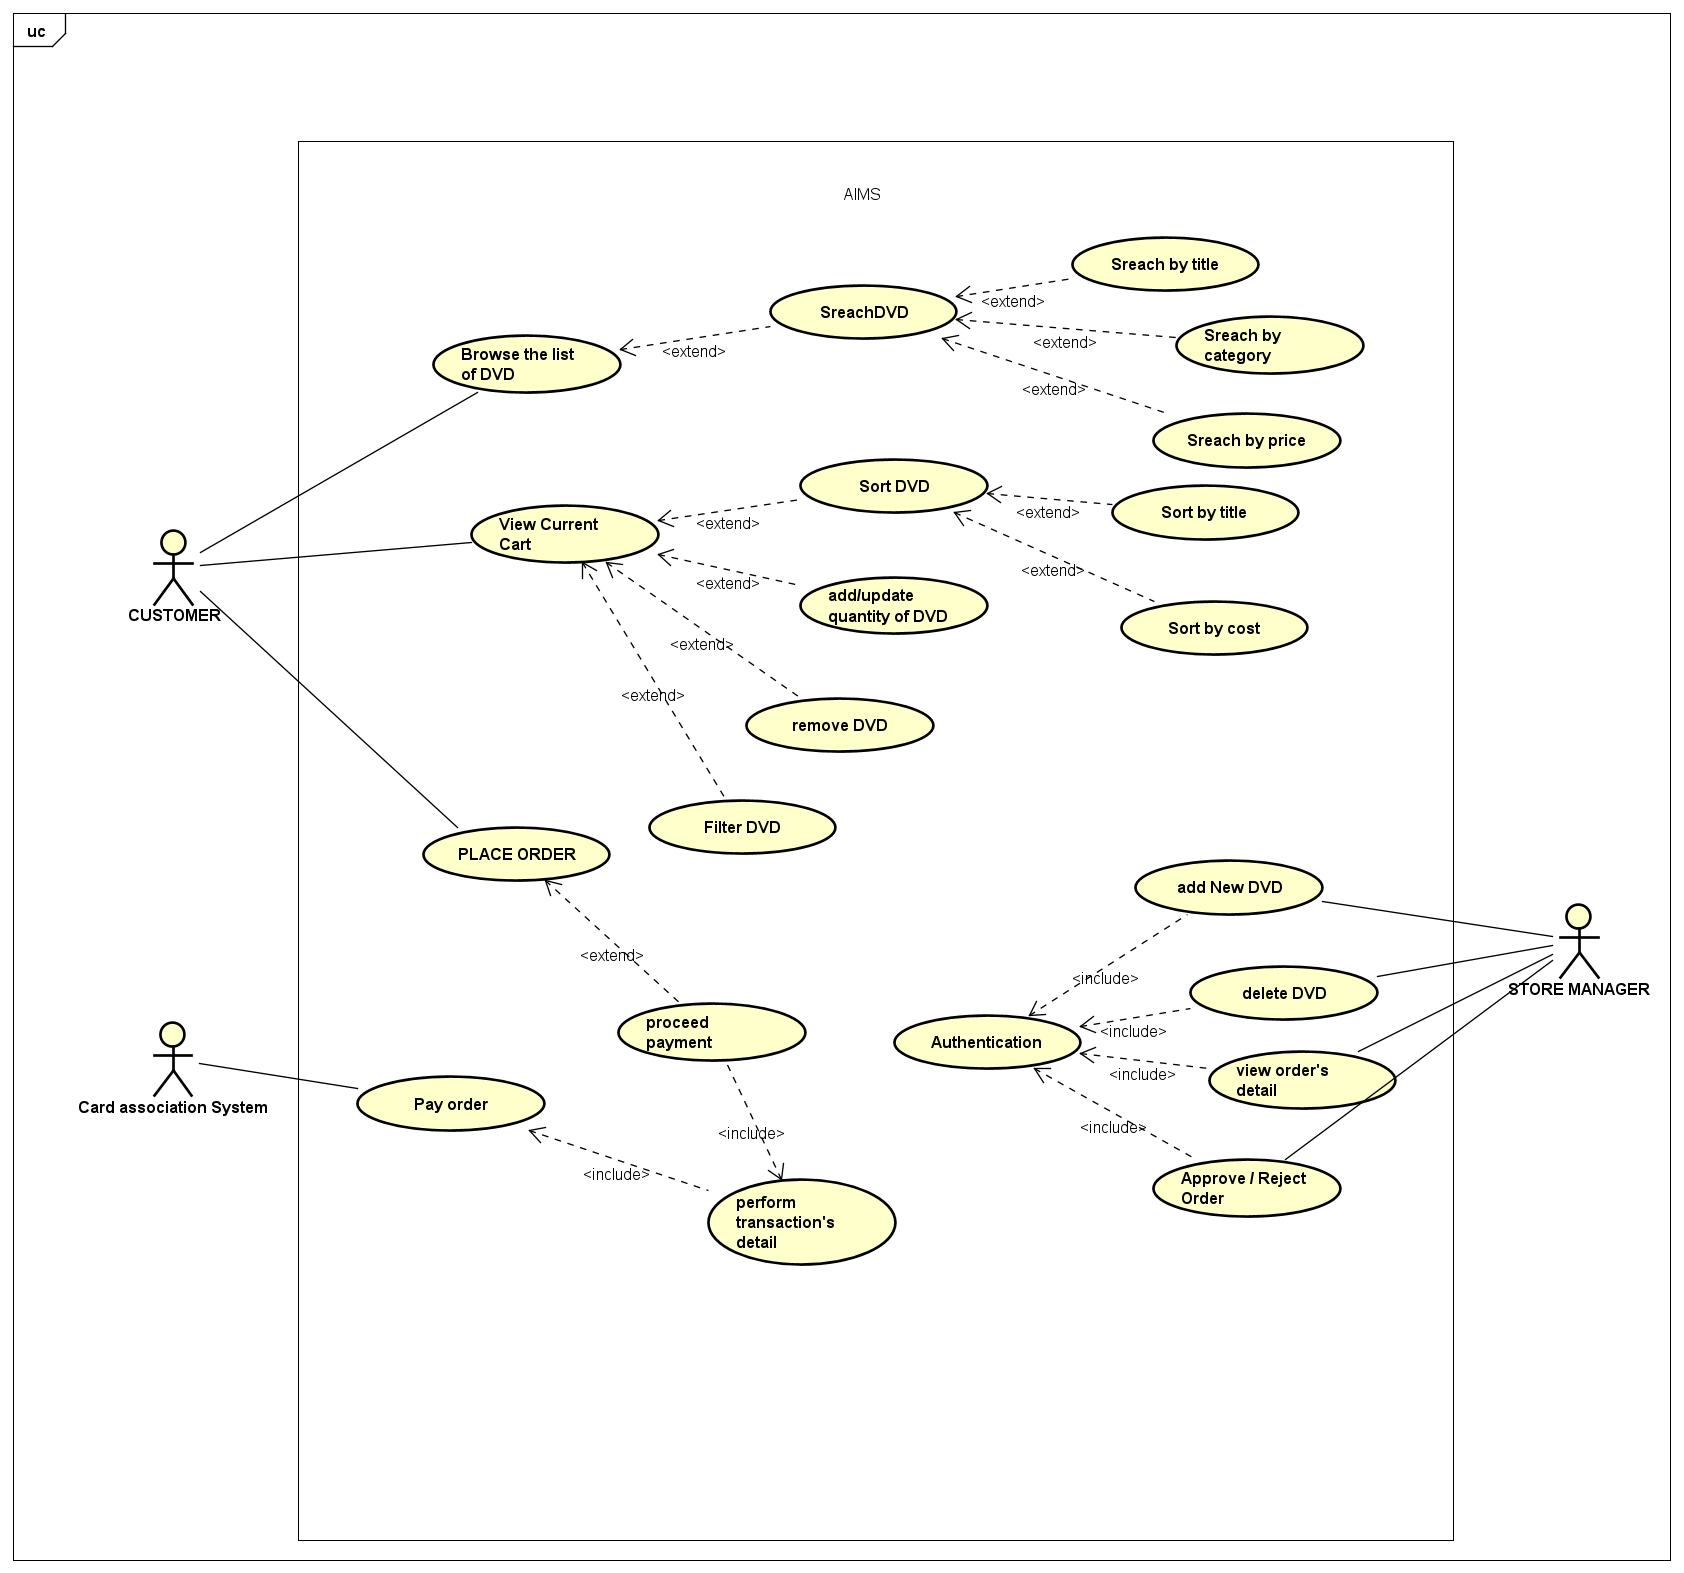 uc
AIMS
Sreach by title
SreachDVD
<extend>
Sreach by
category
<extend>
Browse the list
of DVD
<extend>
<extend>
Sreach by price
Sort DVD
Sort by title
<extend>
View Current
Cart
<extend>
<extend>
<extend>
add/update
quantity of DVD
CUSTOMER
Sort by cost
<extend>
<extend>
remove DVD
Filter DVD
PLACE ORDER
add New DVD
<extend>
<include>
delete DVD
STORE MANAGER
proceed
payment
<include>
Authentication
<include>
view order's
detail
Card association System
Pay order
<include>
<include>
<include>
Approve / Reject
Order
perform
transaction's
detail